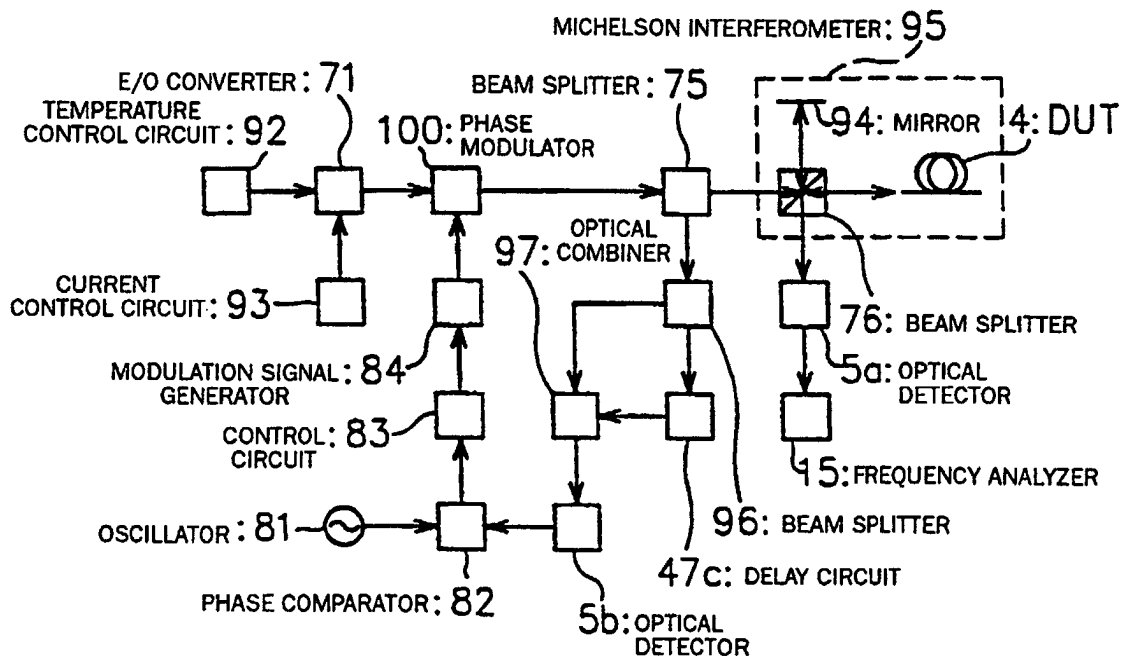 MICHELSON INTERFEROMETER: 95
E/O CONVERTER: 71
BEAM SPLITTER: 75
TEMPERATURE
CONTROL CIRCUIT: 92
100: PHASE
MODULATOR
94: MIRROR
4: DUT
OPTICAL
COMBINER
97:
CURRENT
CONTROL CIRCUIT: 93
76: BEAM SPLITTER
MODULATION SIGNAL: 84
GENERATOR
5a: OPTICAL
DETECTOR
CONTROL: 83
CIRCUIT
15: FREQUENCY ANALYZER
OSCILLATOR: 81
96: BEAM SPLITTER
47c: DELAY CIRCUIT
PHASE COMPARATOR: 82
5b: OPTICAL
DETECTOR